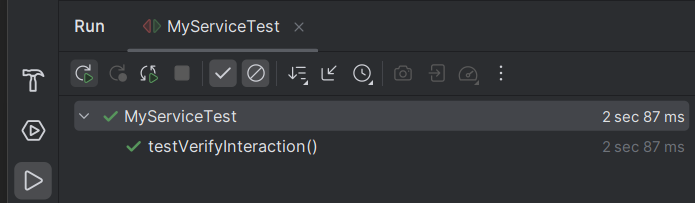 Run MyServiceTest
MyServiceTest 2 sec 87 ms
testVerifyInteraction() 2 sec 87 ms